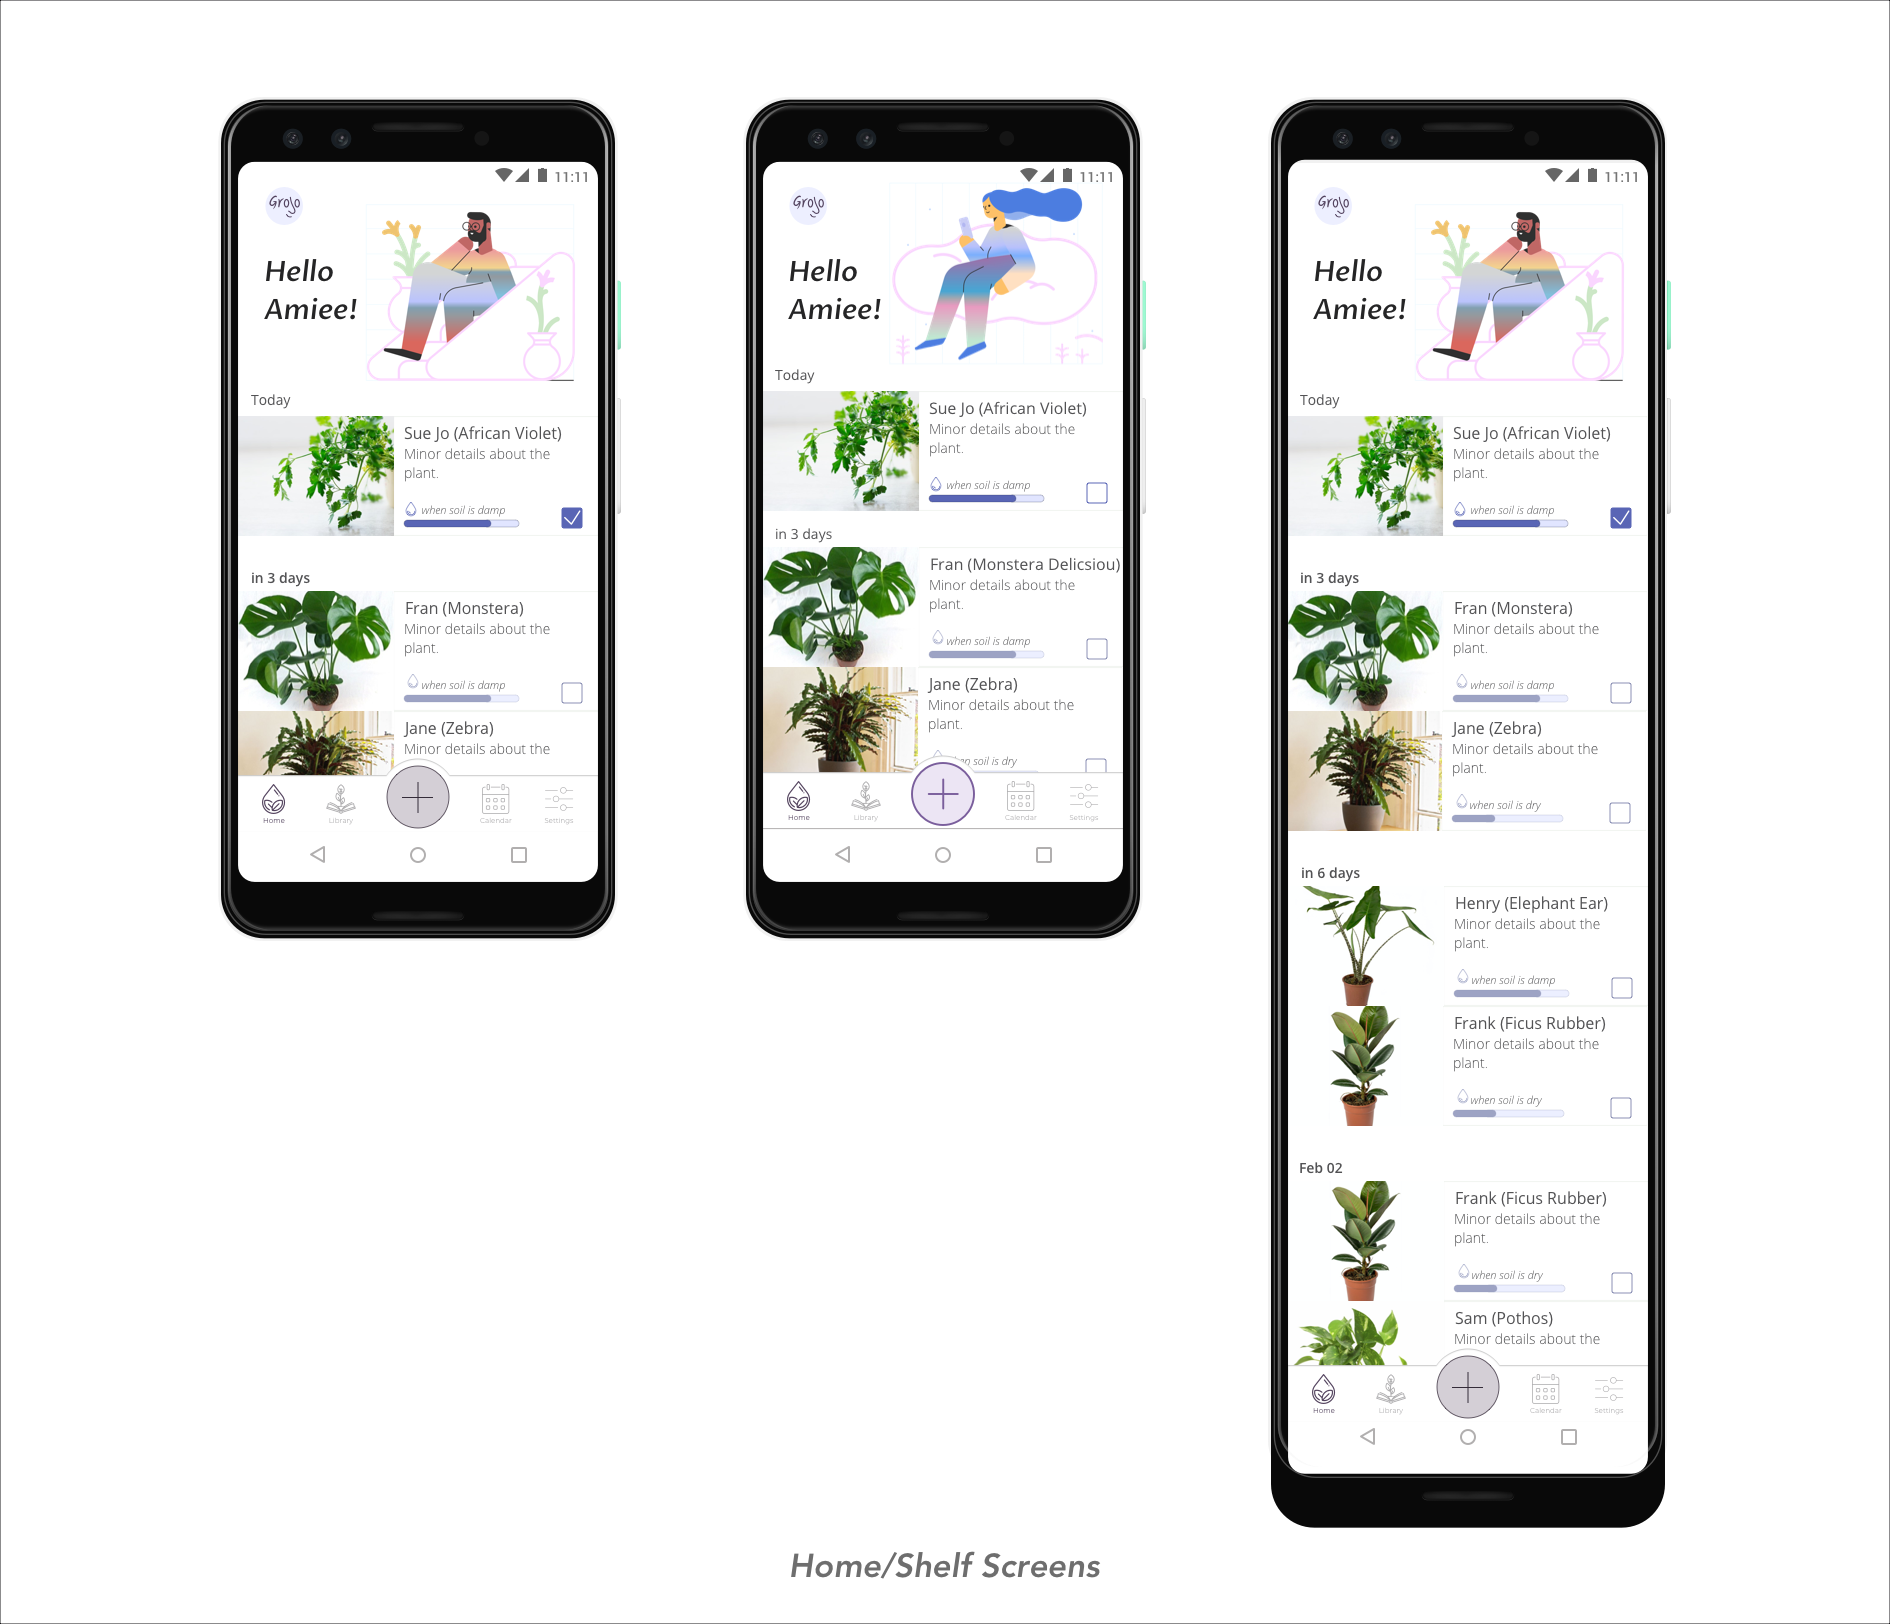 11:11
GroJo
Hello
Amiee!
Today
Sue Jo (African Violet)
Minor details about the
plant.
when soil is damp
in 3 days
Fran (Monstera)
Minor details about the
plant.
when soil is damp
Jane (Zebra)
Minor details about the
Home
Library
Calendar
Settings
11:11
GroJo
Hello
Amiee!
Today
Sue Jo (African Violet)
Minor details about the
plant.
when soil is damp
in 3 days
Fran (Monstera Delicsiou)
Minor details about the
plant.
when soil is damp
Jane (Zebra)
Minor details about the
plant.
when soil is dry
Home
Library
Calendar
Settings
11:11
GroJo
Hello
Amiee!
Today
Sue Jo (African Violet)
Minor details about the
plant.
when soil is damp
in 3 days
Fran (Monstera)
Minor details about the
plant.
when soil is damp
Jane (Zebra)
Minor details about the
plant.
when soil is dry
in 6 days
Henry (Elephant Ear)
Minor details about the
plant.
when soil is damp
Frank (Ficus Rubber)
Minor details about the
plant.
when soil is dry
Feb 02
Frank (Ficus Rubber)
Minor details about the
plant.
when soil is dry
Sam (Pothos)
Minor details about the
Home
Library
Calendar
Settings
Home/Shelf Screens